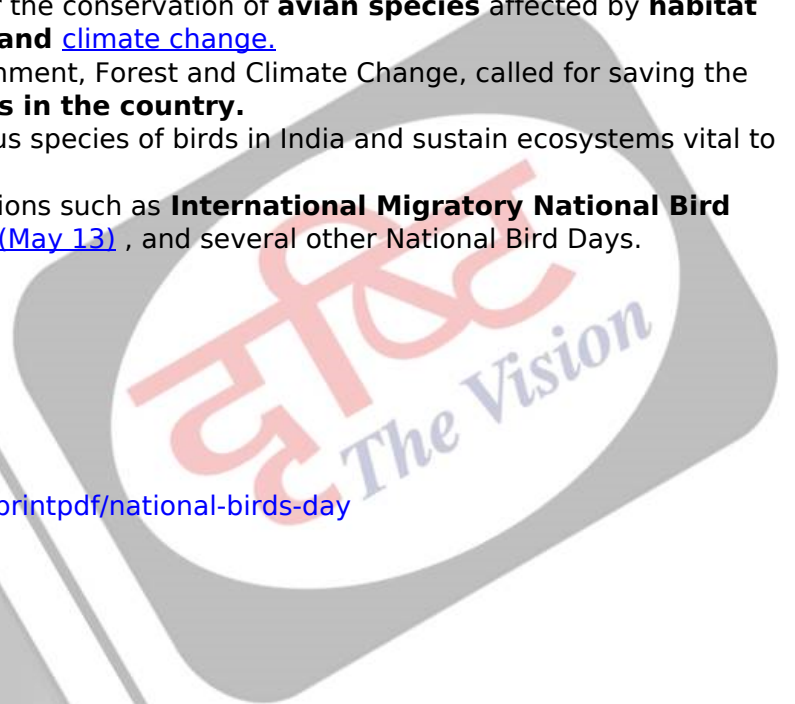 r the conservation of avian species affected by habitat
and climate change.
nment, Forest and Climate Change, called for saving the
s in the country.
us species of birds in India and sustain ecosystems vital to
ions such as International Migratory National Bird
(May 13) , and several other National Bird Days.
दृष्टि
The Vision
printpdf/national-birds-day